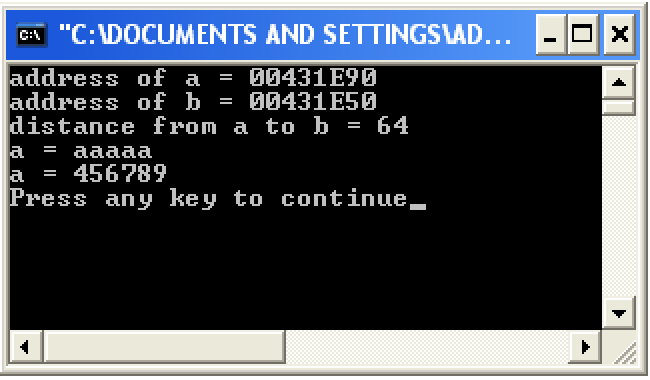 "C:\DOCUMENTS AND SETTINGS\AD...
address of a = 00431E90
address of b = 00431E50
distance from a to b = 64
a = aaaaa
a = 456789
Press any key to continue_